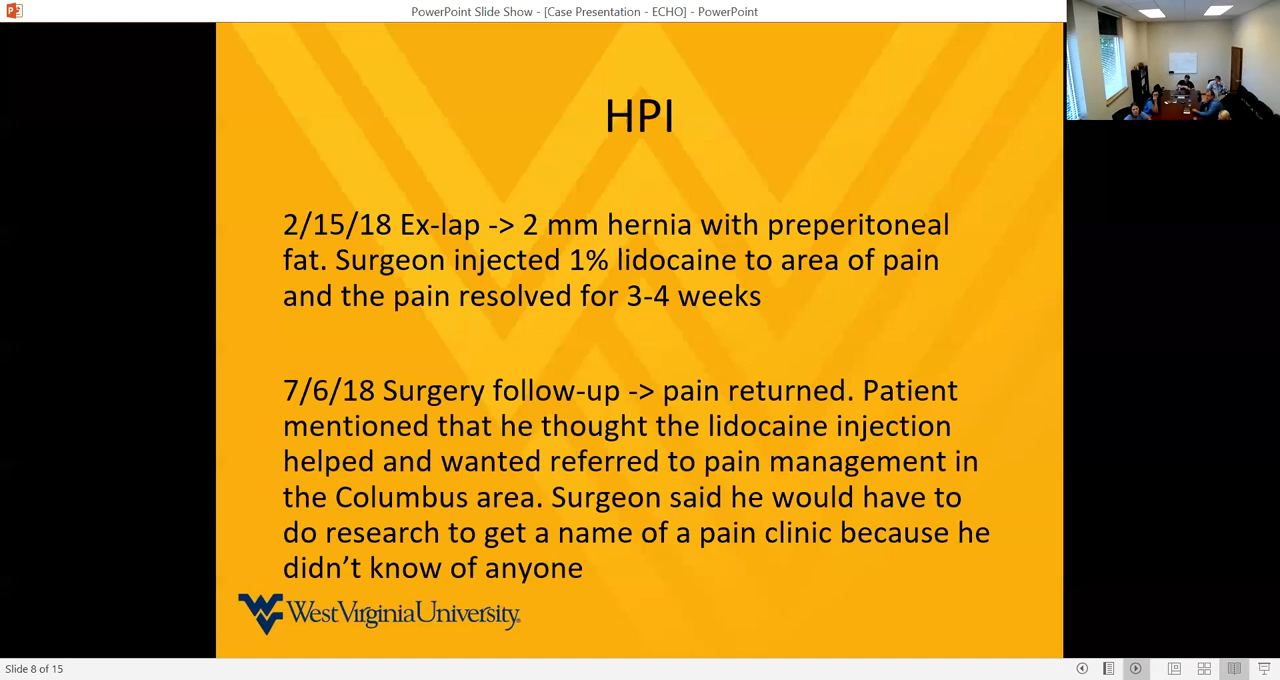 PowerPoint Slide Show - [Case Presentation - ECHO] - PowerPoint
HPI
2/15/18 Ex-lap -> 2 mm hernia with preperitoneal
fat. Surgeon injected 1% lidocaine to area of pain
and the pain resolved for 3-4 weeks
7/6/18 Surgery follow-up -> pain returned. Patient
mentioned that he thought the lidocaine injection
helped and wanted referred to pain management in
the Columbus area. Surgeon said he would have to
do research to get a name of a pain clinic because he
didn’t know of anyone
WestVirginiaUniversity.
Slide 8 of 15